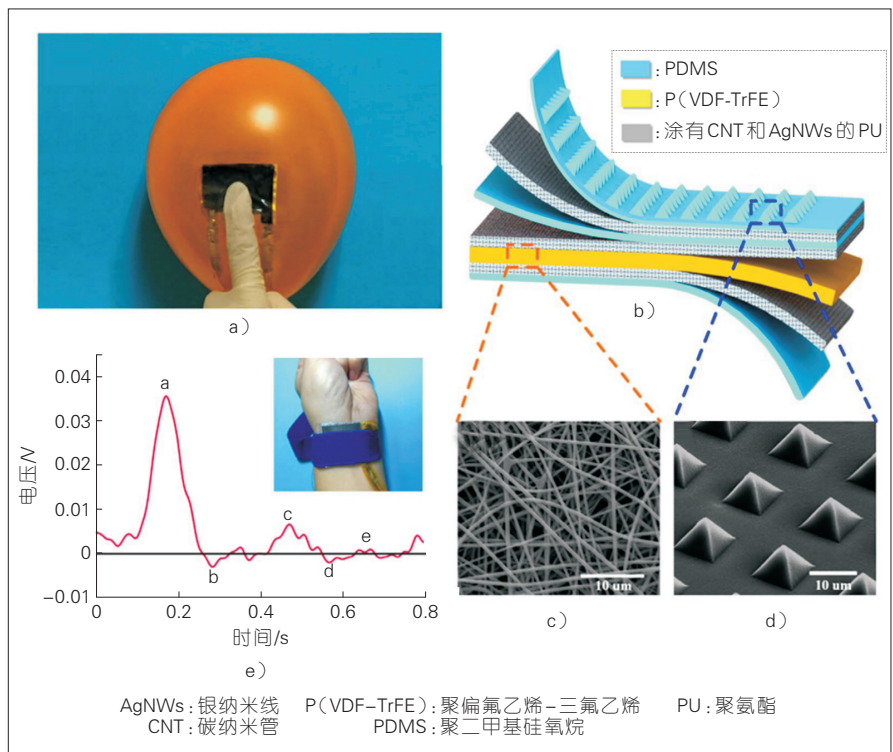 : PDMS
: P(VDF-TrFE)
: 涂有CNT和AgNWs的PU
a)
b)
电压/V
0.04
0.03
0.02
0.01
0
−0.01
a
b
c
d
e
0
0.2
0.4
0.6
0.8
时间/s
e)
10 um
c)
10 um
d)
AgNWs:银纳米线 P(VDF–TrFE):聚偏氟乙烯–三氟乙烯 PU:聚氨酯
CNT:碳纳米管 PDMS:聚二甲基硅氧烷